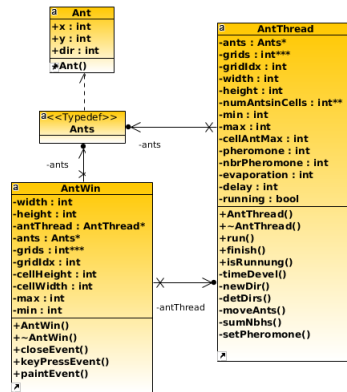 a
Ant
+x : int
+y : int
+dir : int
+Ant()
a
<<Typedef>>
Ants
-ants
-ants
a
AntWin
-width : int
-height : int
-antThread : AntThread*
-ants : Ants*
-grids : int***
-gridIdx : int
-cellHeight : int
-cellWidth : int
-max : int
-min : int
+AntWin()
+~AntWin()
+closeEvent()
+keyPressEvent()
+paintEvent()
-antThread
a
AntThread
-ants : Ants*
-grids : int***
-gridIdx : int
-width : int
-height : int
-numAntsinCells : int**
-min : int
-max : int
-cellAntMax : int
-pheromone : int
-nbrPheromone : int
-evaporation : int
-delay : int
-running : bool
+AntThread()
+~AntThread()
+run()
+finish()
+isRunnung()
-timeDevel()
-newDir()
-detDirs()
-moveAnts()
-sumNbhs()
-setPheromone()